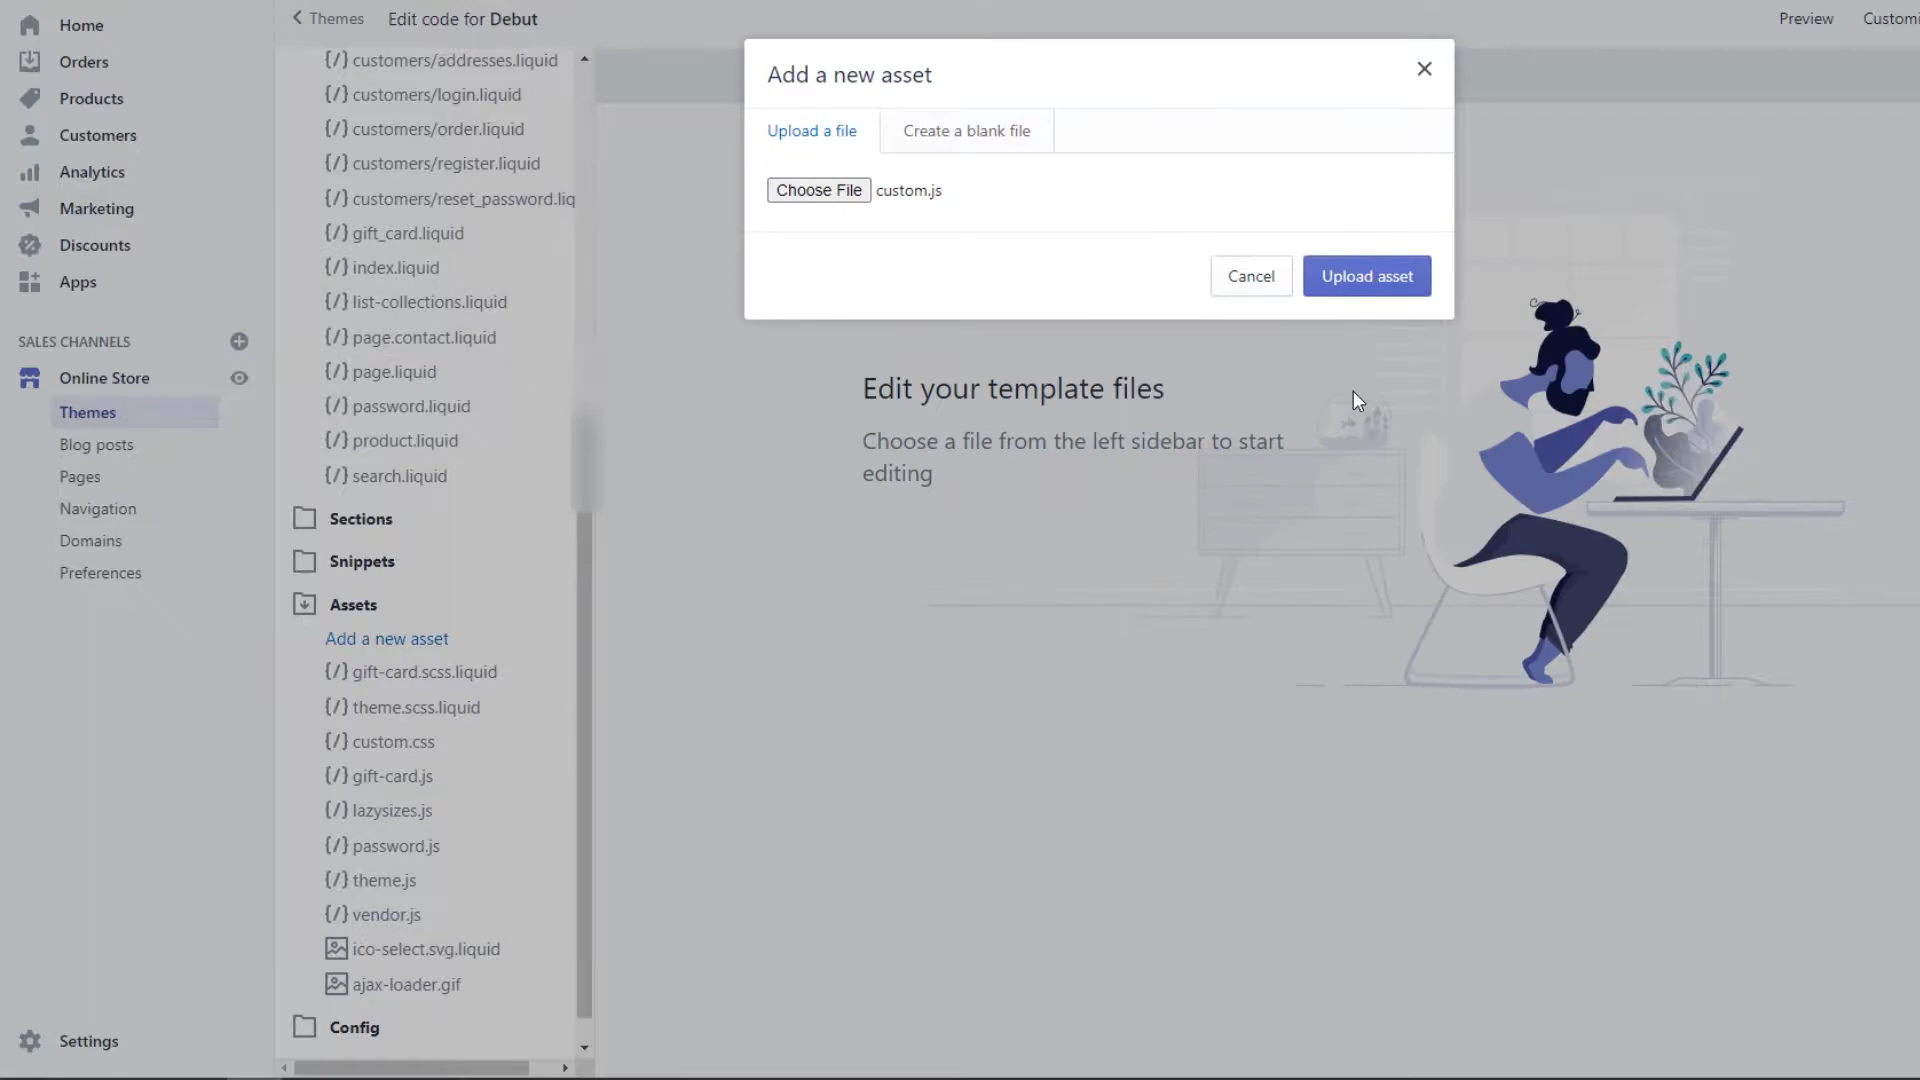 Home
Orders
Products
Customers
Analytics
Marketing
Discounts
Apps
SALES CHANNELS
Online Store
Themes
Blog posts
Pages
Navigation
Domains
Preferences
Settings
Themes
Edit code for Debut
Preview
Customi
{/} customers/addresses.liquid
{/} customers/login.liquid
{/} customers/order.liquid
{/} customers/register.liquid
{/} customers/reset_password.liq
{/} gift_card.liquid
{/} index.liquid
{/} list-collections.liquid
{/} page.contact.liquid
{/} page.liquid
{/} password.liquid
{/} product.liquid
{/} search.liquid
Sections
Snippets
Assets
Add a new asset
{/} gift-card.scss.liquid
{/} theme.scss.liquid
{/} custom.css
{/} gift-card.js
{/} lazysizes.js
{/} password.js
{/} theme.js
{/} vendor.js
ico-select.svg.liquid
ajax-loader.gif
Config
Add a new asset
Upload a file
Create a blank file
Choose File custom.js
Cancel
Upload asset
Edit your template files
Choose a file from the left sidebar to start
editing